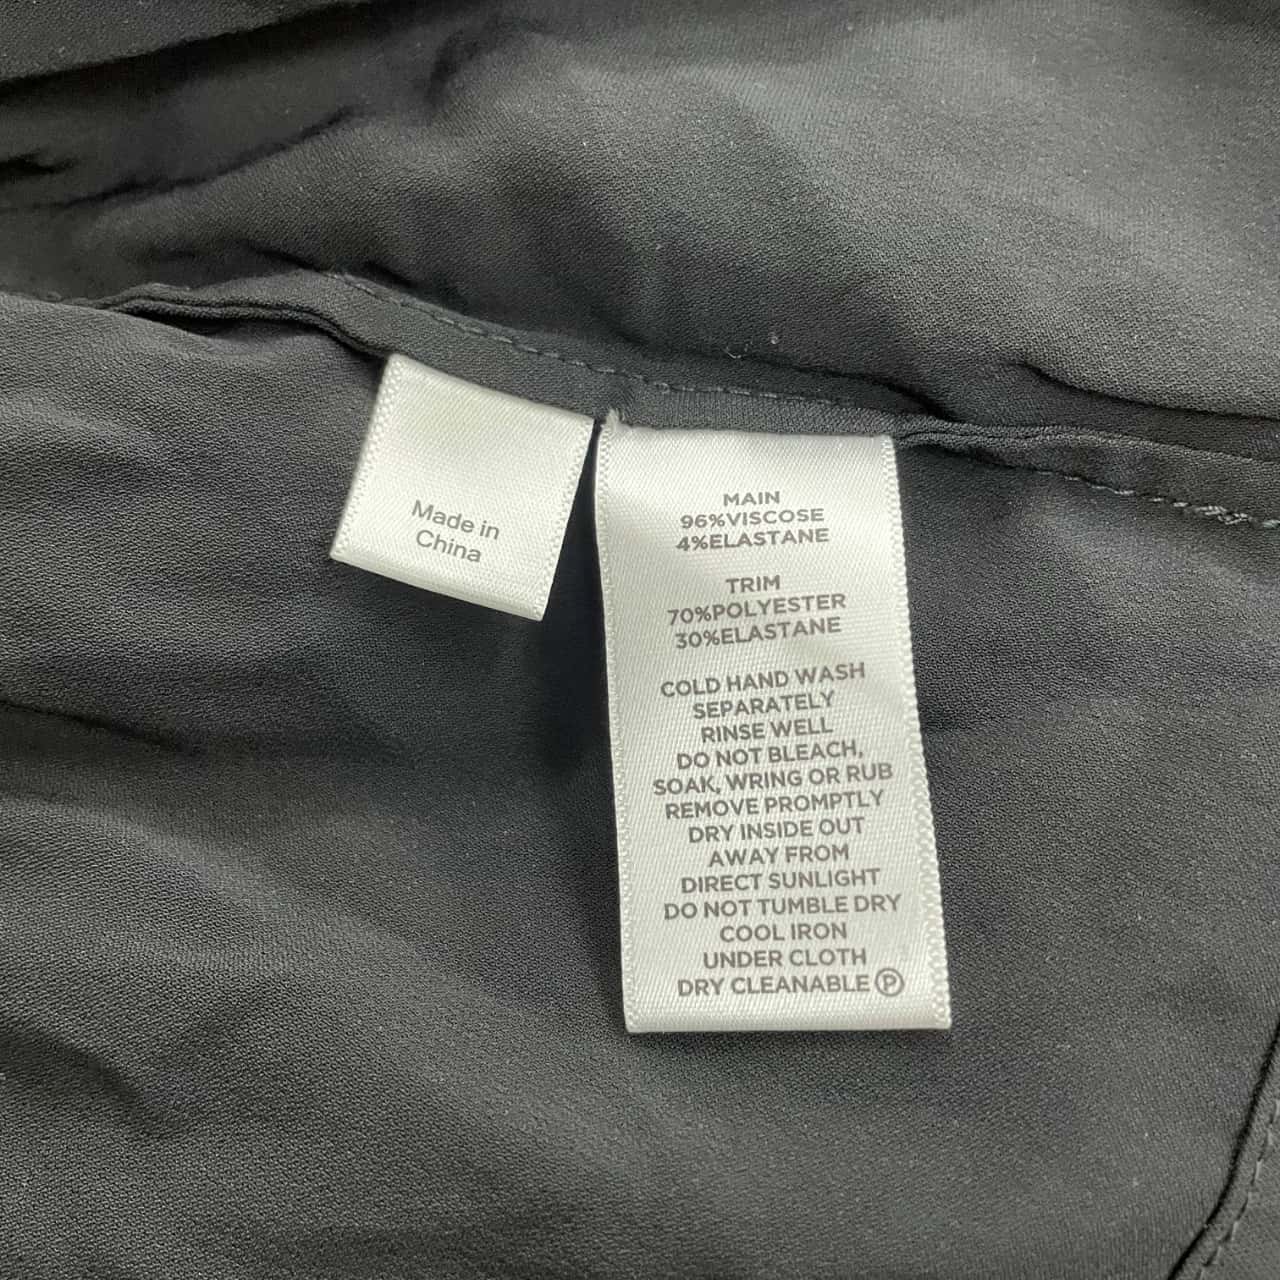 Made in
China
MAIN
96%VISCOSE
4%ELASTANE
TRIM
70%POLYESTER
30%ELASTANE
COLD HAND WASH
SEPARATELY
RINSE WELL
DO NOT BLEACH,
SOAK, WRING OR RUB
REMOVE PROMPTLY
DRY INSIDE OUT
AWAY FROM
DIRECT SUNLIGHT
DO NOT TUMBLE DRY
COOL IRON
UNDER CLOTH
DRY CLEANABLE Ⓟ